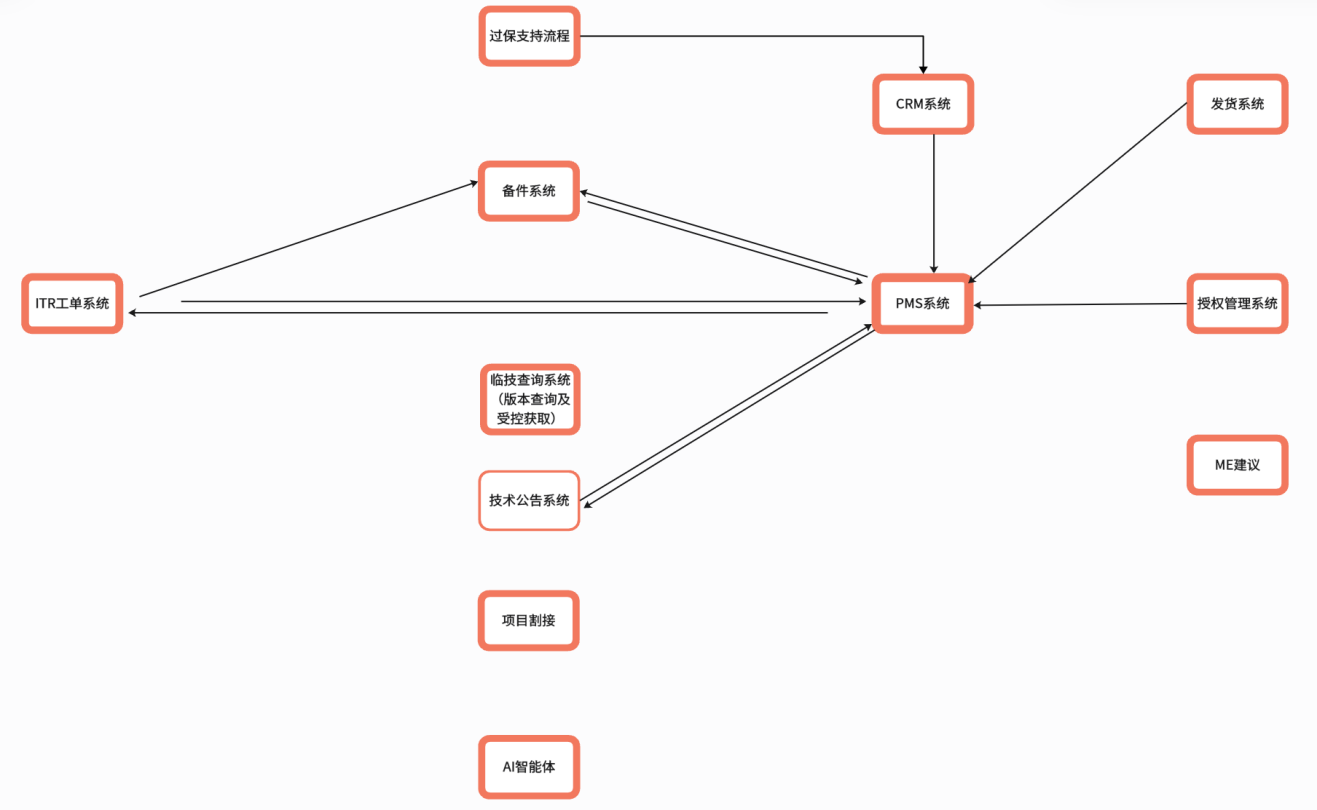 过保支持流程
CRM系统
发货系统
备件系统
ITR工单系统
PMS系统
授权管理系统
临技查询系统
（版本查询及
受控获取）
ME建议
技术公告系统
项目割接
AI智能体